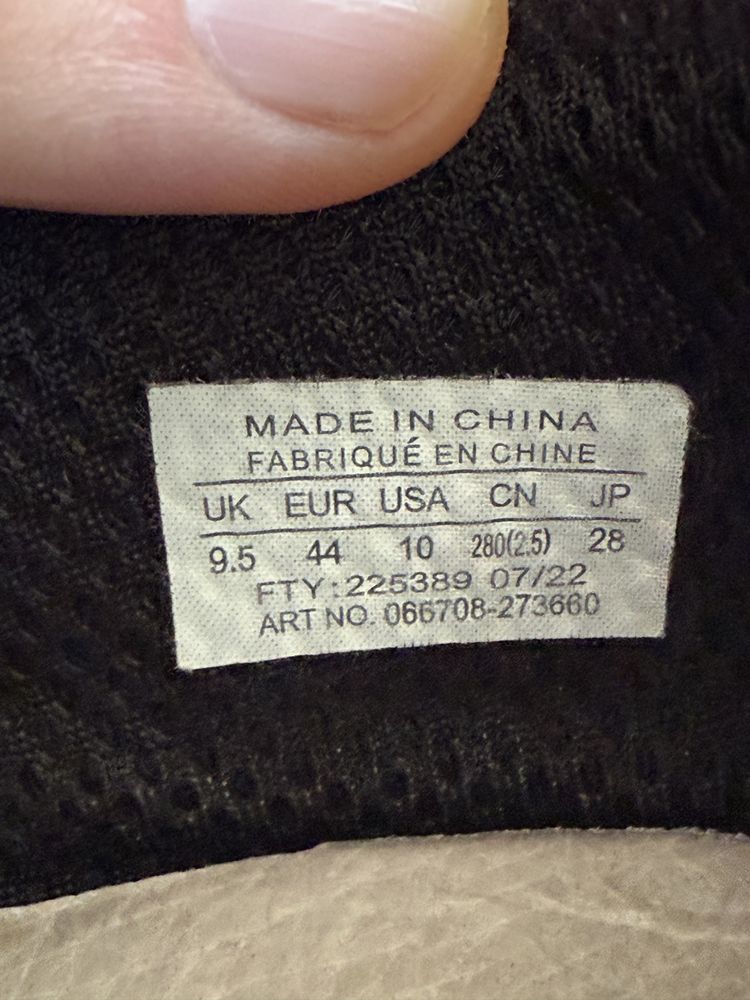 MADE IN CHINA
FABRIQUÉ EN CHINE
UK EUR USA CN JP
9.5 44 10 280(2.5) 28
FTY:225389 07/22
ART NO. 066708-273660